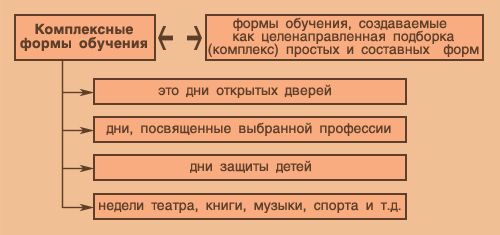 Комплексные
формы обучения
формы обучения, создаваемые
как целенаправленная подборка
(комплекс) простых и составных форм
это дни открытых дверей
дни, посвященные выбранной профессии
дни защиты детей
недели театра, книги, музыки, спорта и т.д.